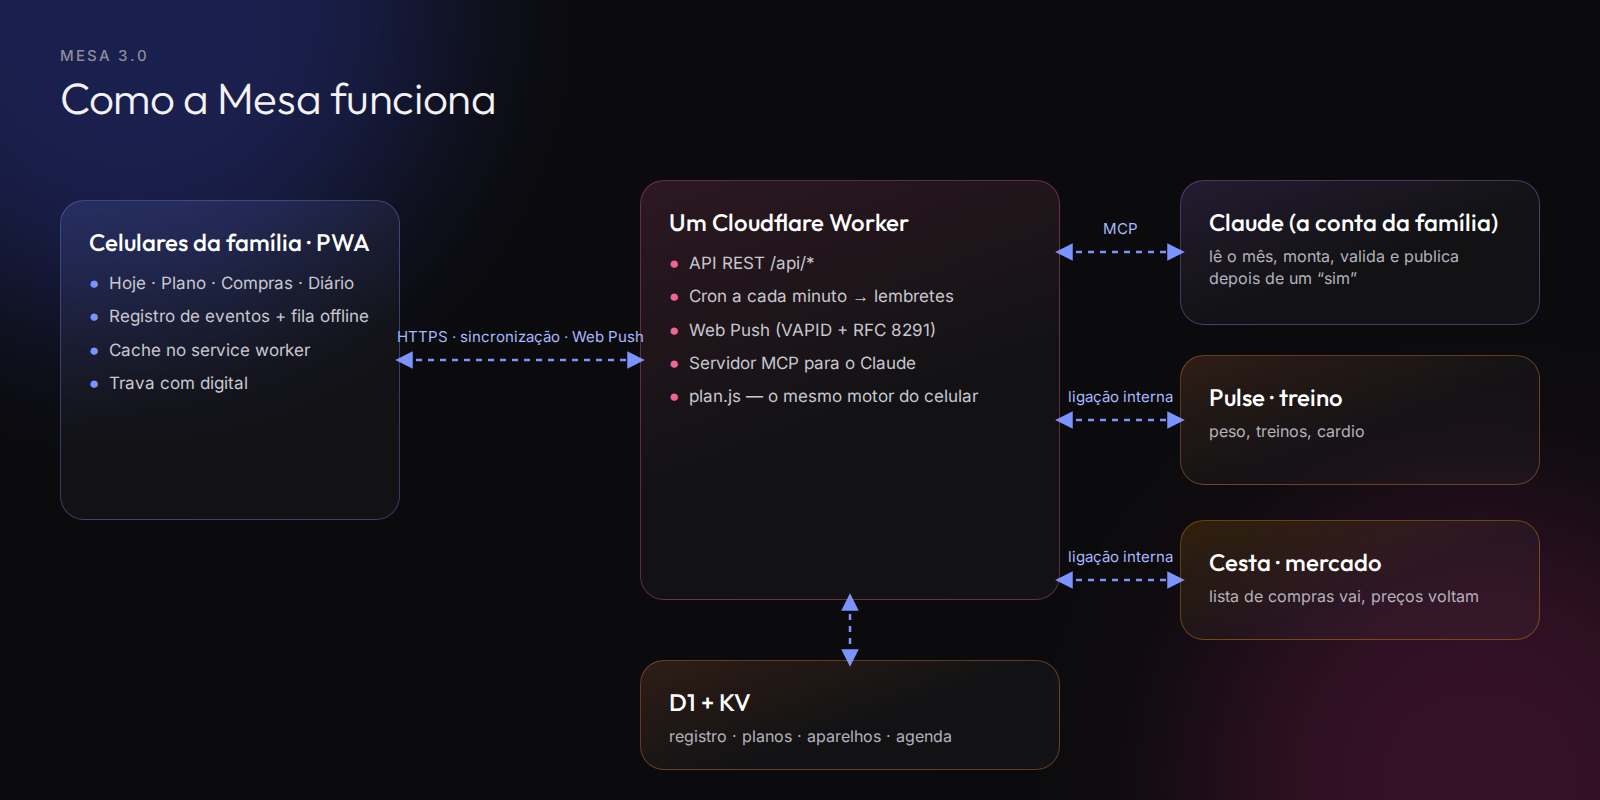 MESA 3.0
Como a Mesa funciona
Celulares da família · PWA
Hoje · Plano · Compras · Diário
Registro de eventos + fila offline
Cache no service worker
Trava com digital
HTTPS · sincronização · Web Push
Um Cloudflare Worker
API REST /api/*
Cron a cada minuto → lembretes
Web Push (VAPID + RFC 8291)
Servidor MCP para o Claude
plan.js — o mesmo motor do celular
MCP
Claude (a conta da família)
lê o mês, monta, valida e publica
depois de um “sim”
ligação interna
Pulse · treino
peso, treinos, cardio
ligação interna
Cesta · mercado
lista de compras vai, preços voltam
D1 + KV
registro · planos · aparelhos · agenda